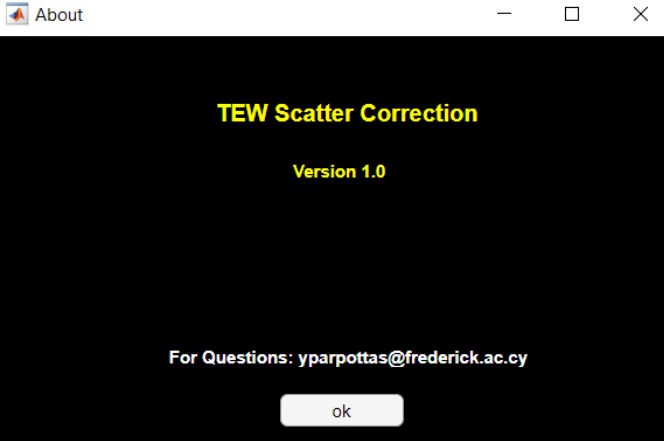 About
TEW Scatter Correction
Version 1.0
For Questions: yparpottas@frederick.ac.cy
ok